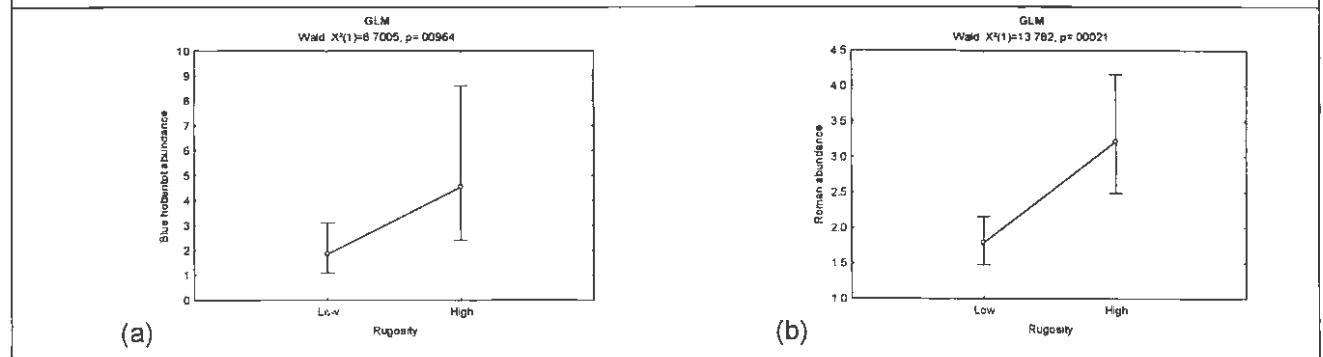 GLM
Wald X²(1)=6 7005, p= 00964
10
9
8
7
6
5
4
3
2
1
0
Blue hottentot abundance
Low
High
Rugosity
(a)
GLM
Wald X²(1)=13 782, p= 00021
4.5
4.0
3.5
3.0
2.5
2.0
1.5
1.0
Roman abundance
Low
High
Rugosity
(b)